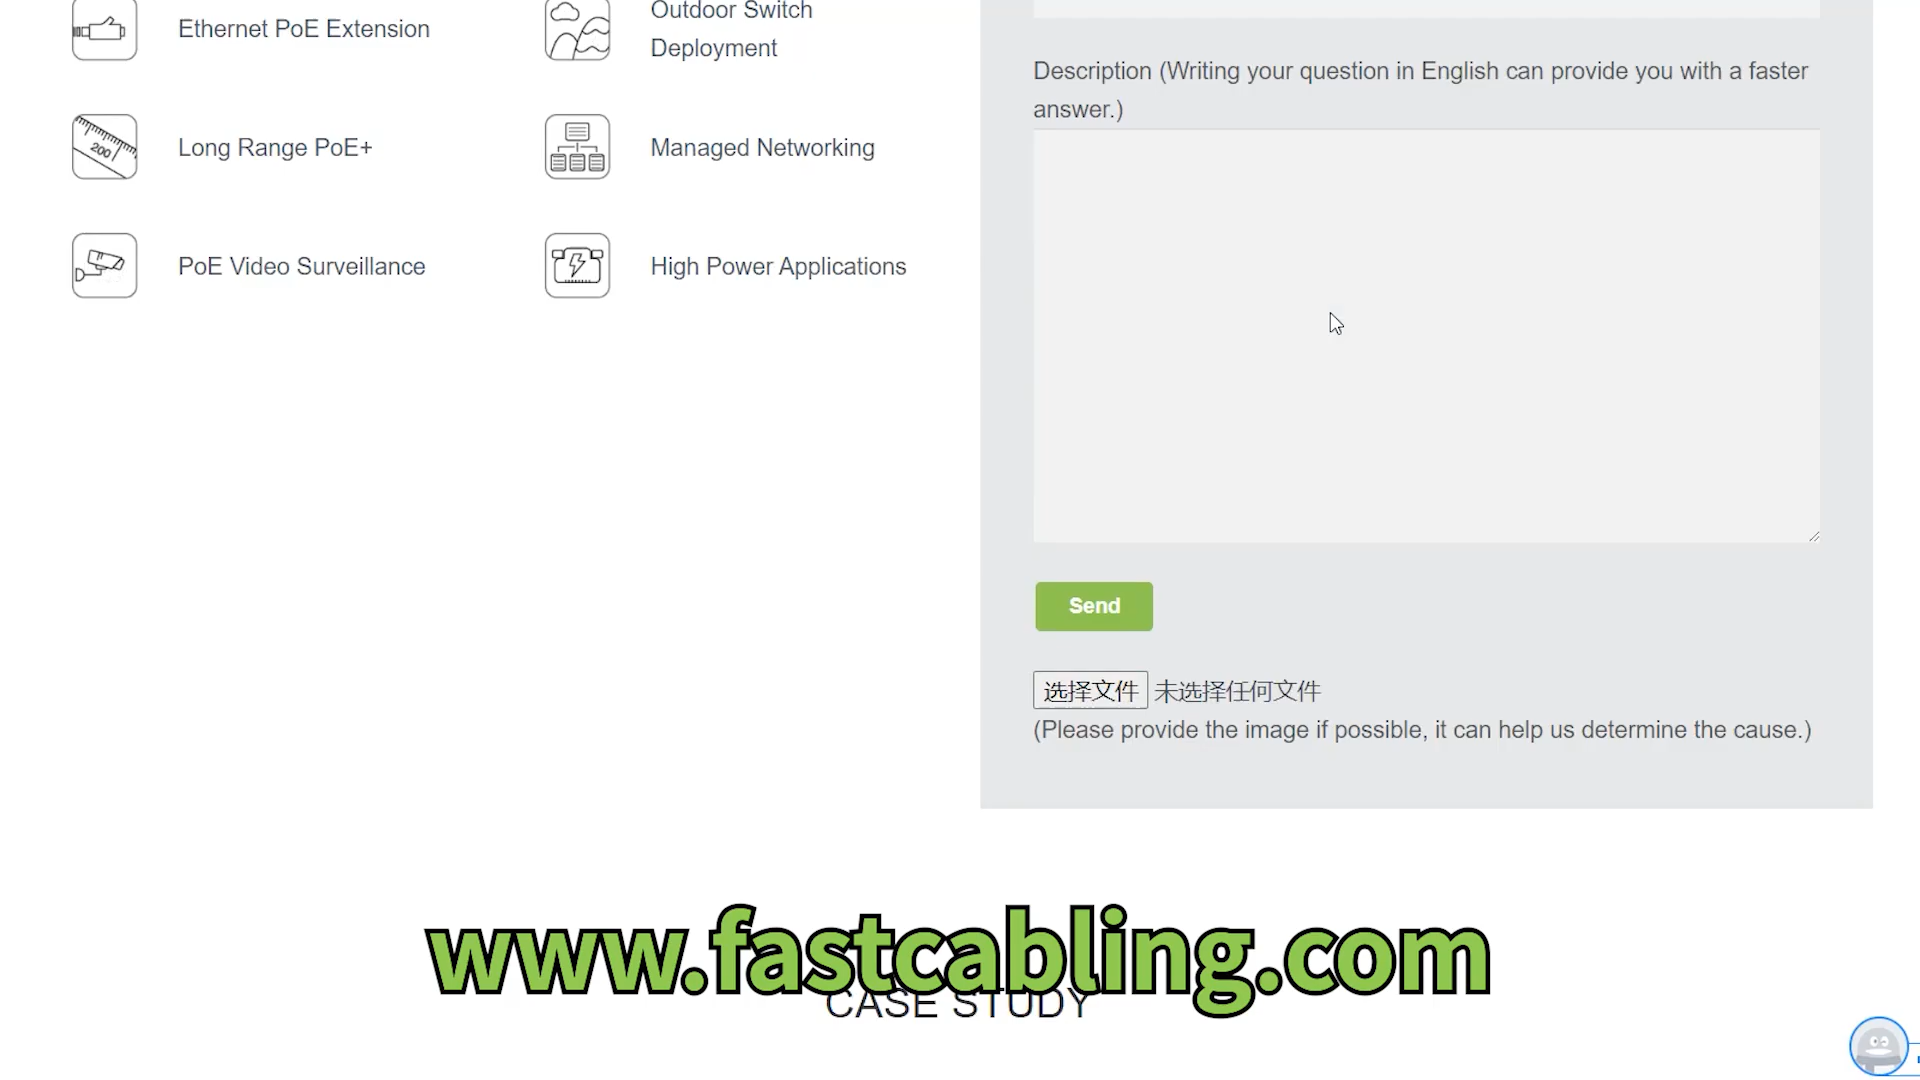 Ethernet PoE Extension
Outdoor Switch
Deployment
Long Range PoE+
200
Managed Networking
PoE Video Surveillance
High Power Applications
Description (Writing your question in English can provide you with a faster
answer.)
Send
选择文件 未选择任何文件
(Please provide the image if possible, it can help us determine the cause.)
www.fastcabling.com
CASE STUDY